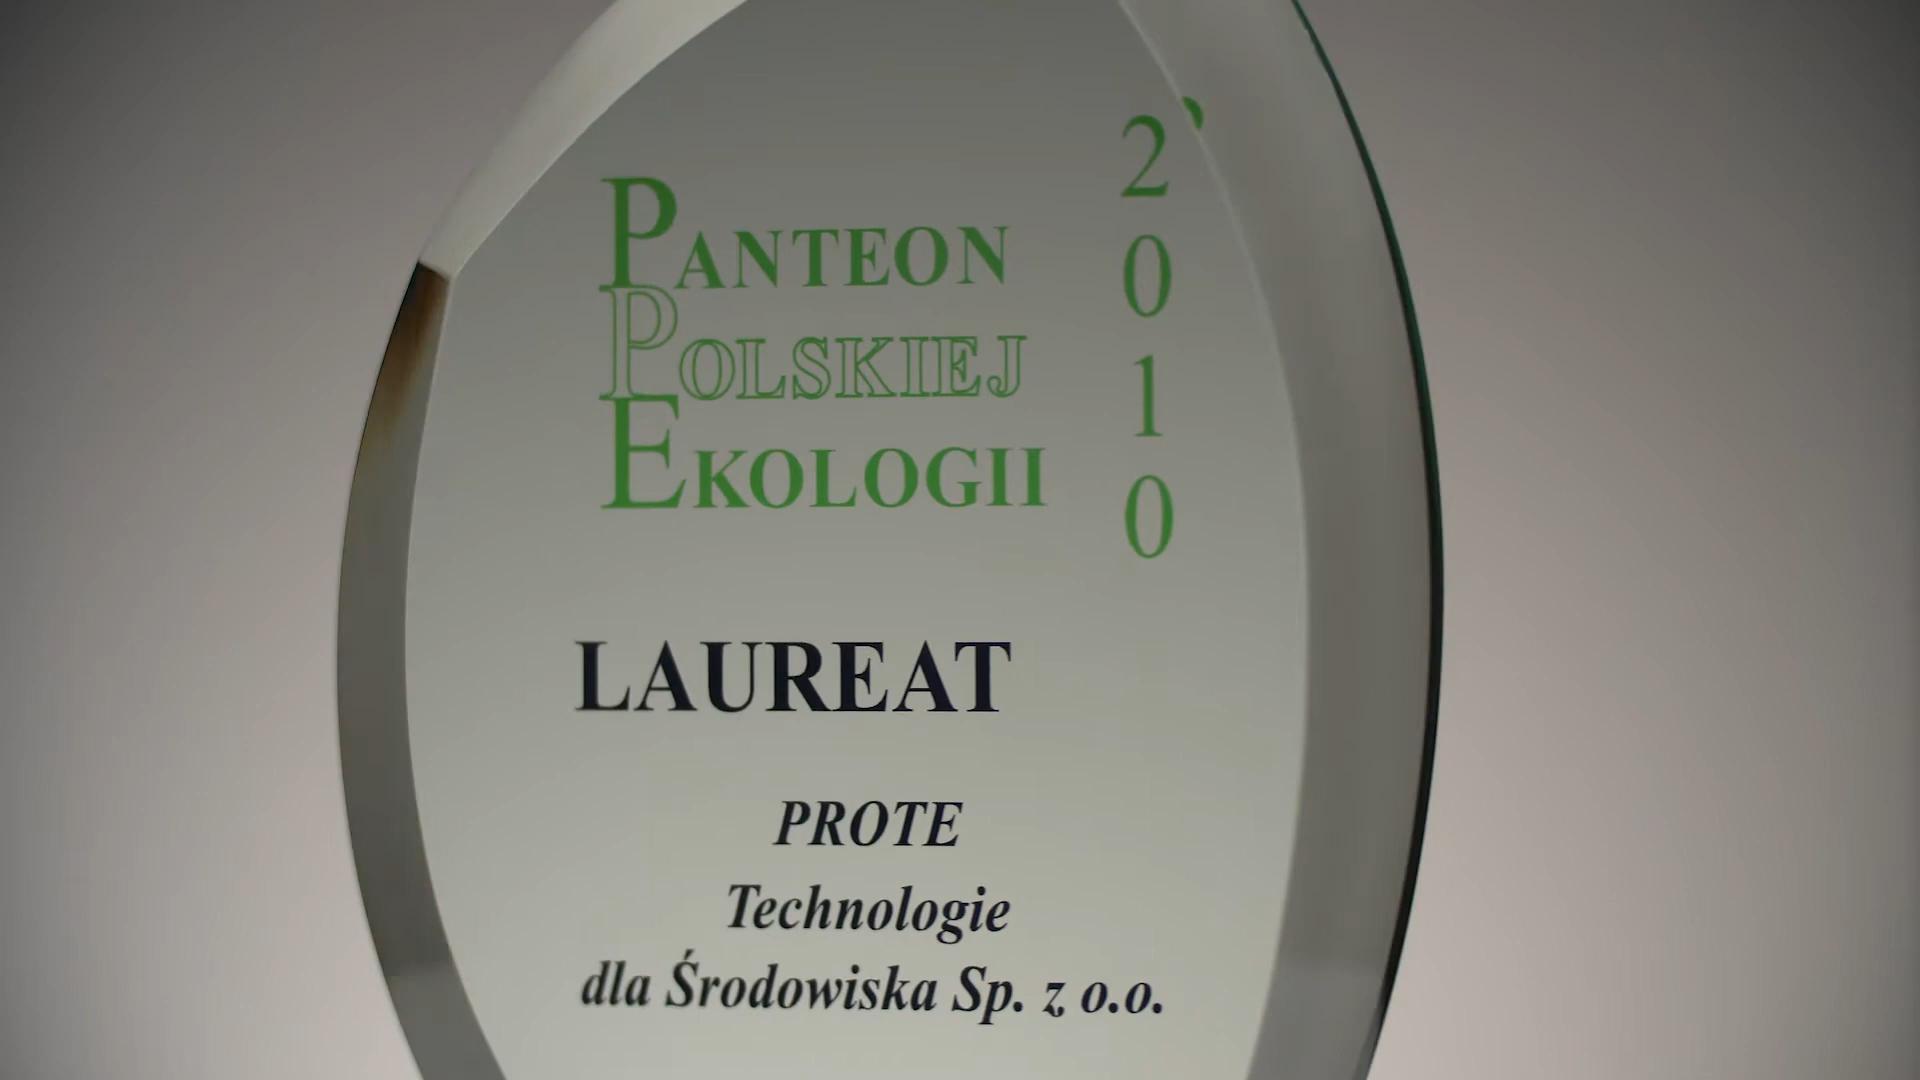 PANTEON
POLSKIEJ
EKOLOGII
2010
LAUREAT
PROTE
Technologie
dla Środowiska Sp. z o.o.